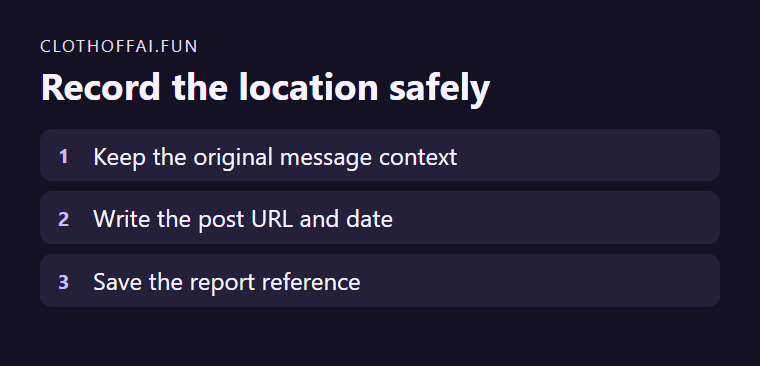 CLOTHOFFAI.FUN
Record the location safely
1 Keep the original message context
2 Write the post URL and date
3 Save the report reference